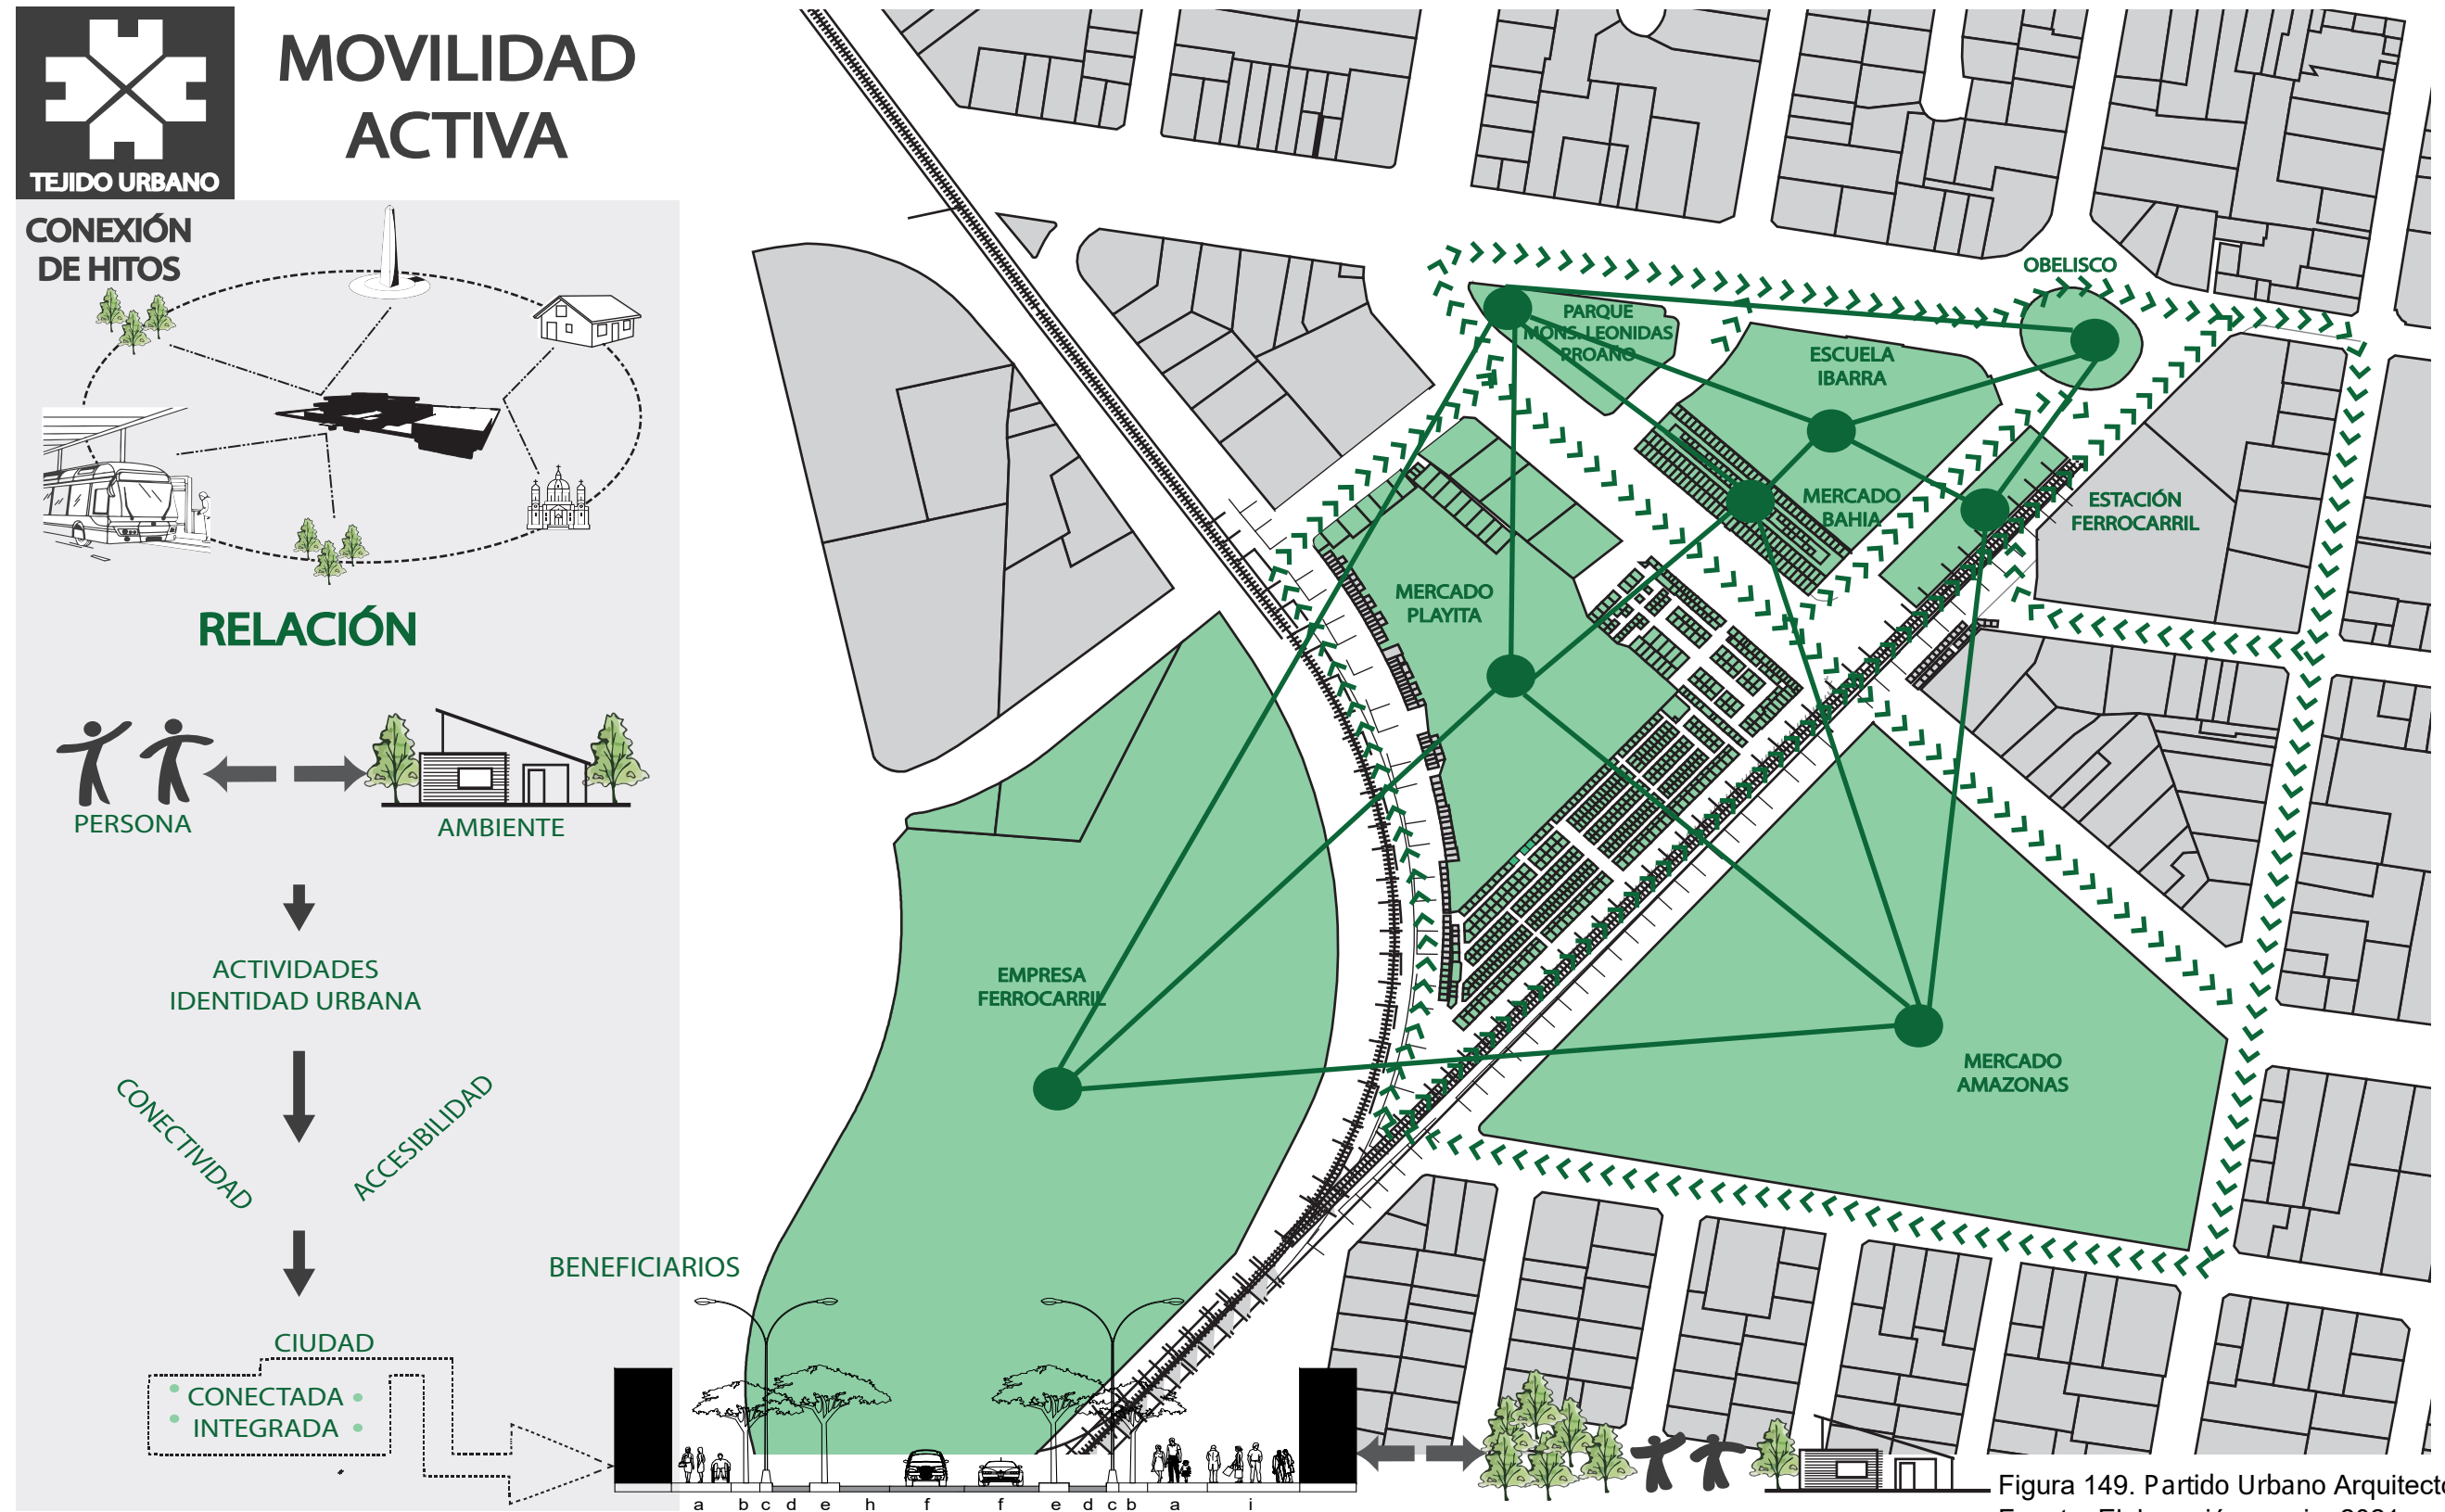 TEJIDO URBANO
MOVILIDAD
ACTIVA
CONEXIÓN
DE HITOS
RELACIÓN
PERSONA
AMBIENTE
ACTIVIDADES
IDENTIDAD URBANA
CONECTIVIDAD
ACCESIBILIDAD
CIUDAD
CONECTADA
INTEGRADA
BENEFICIARIOS
OBELISCO
PARQUE
MONS. LEONIDAS
PROAÑO
ESCUELA
IBARRA
MERCADO
BAHIA
ESTACIÓN
FERROCARRIL
MERCADO
PLAYITA
EMPRESA
FERROCARRIL
MERCADO
AMAZONAS
a b c d e h f f e d c b a i
Figura 149. Partido Urbano Arquitecto